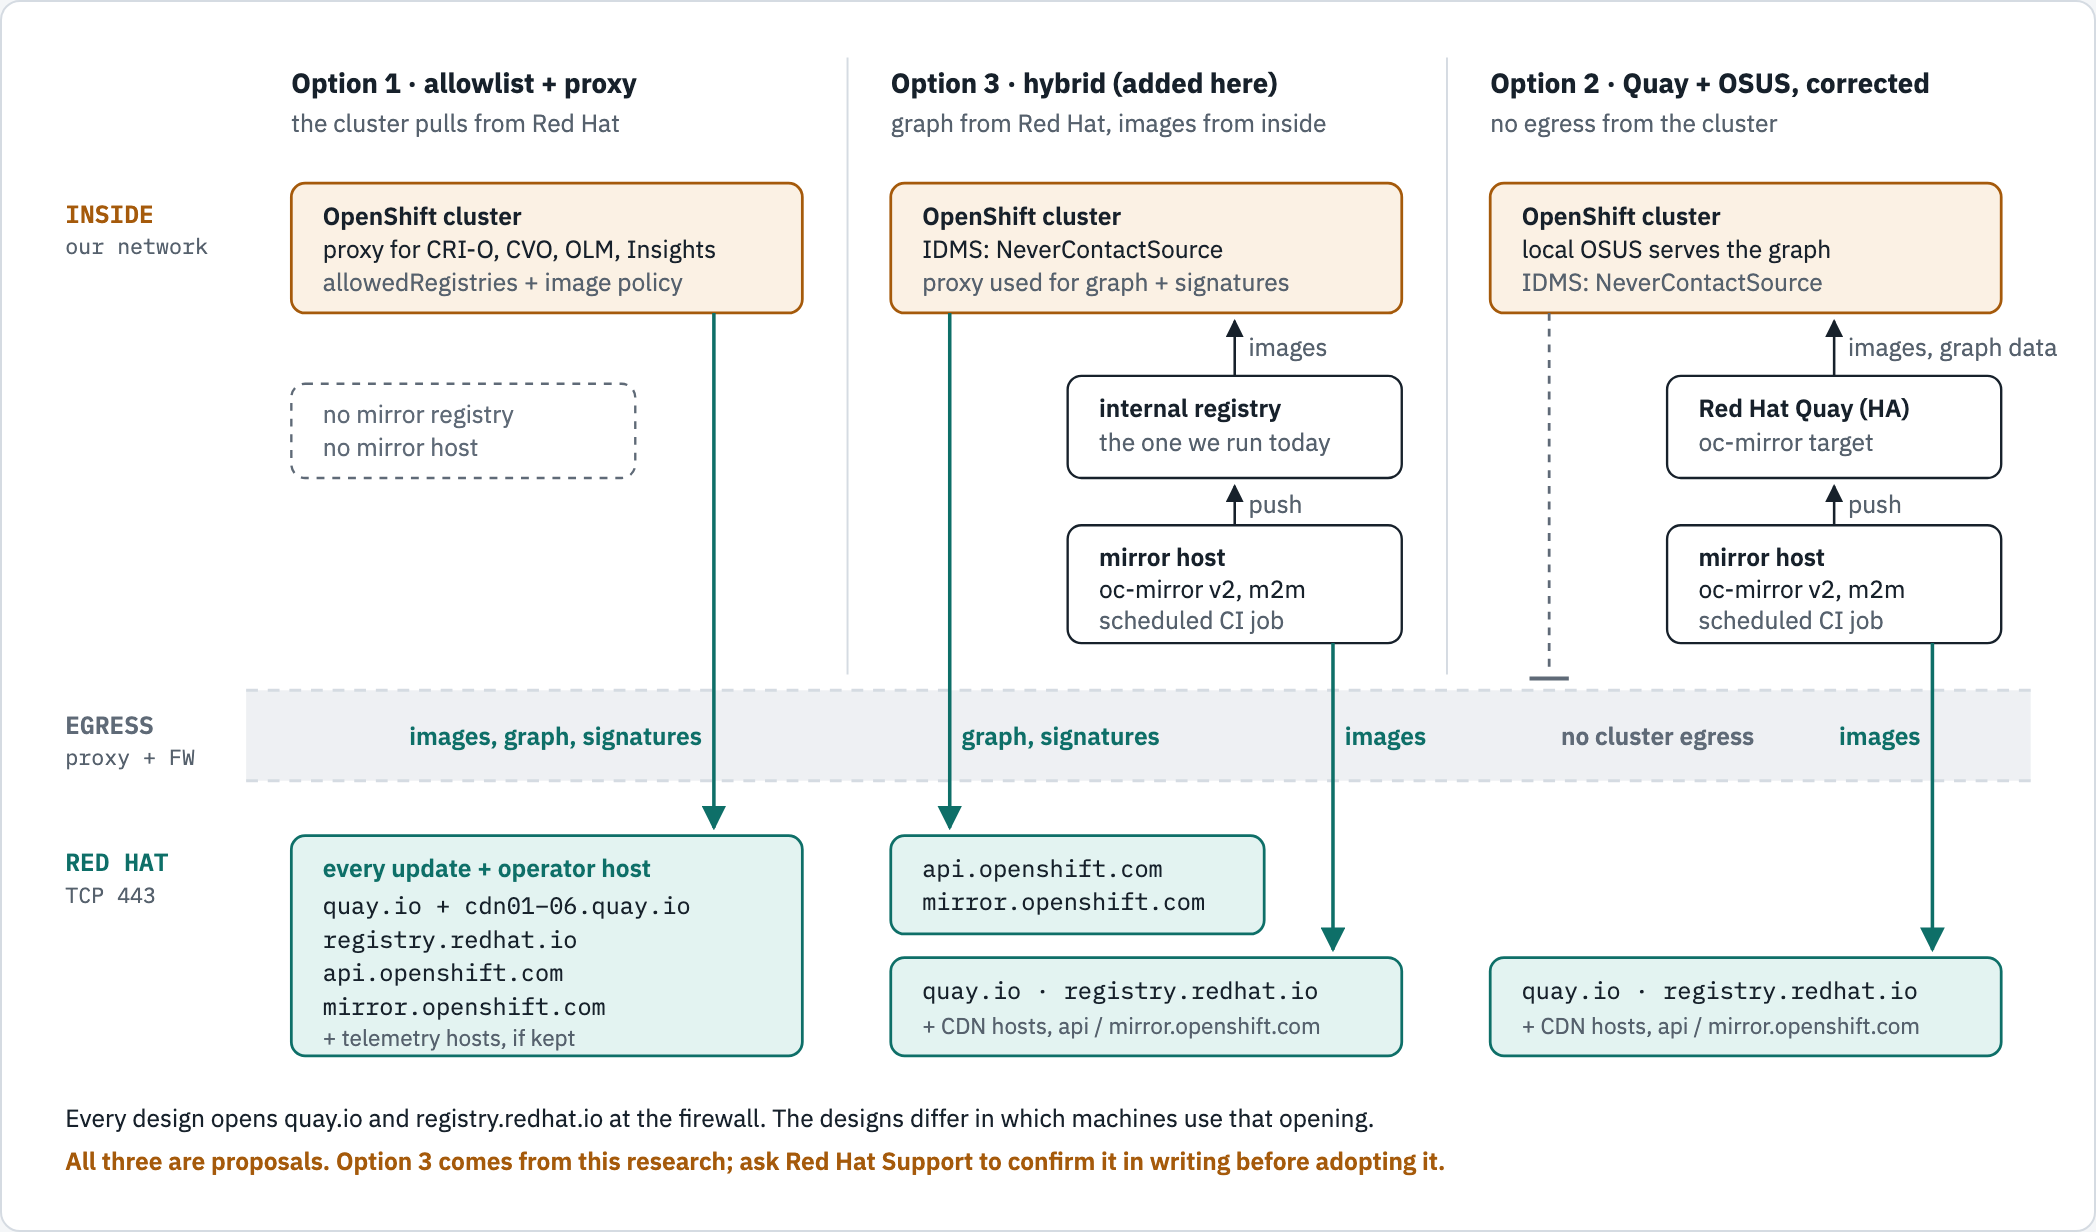 Option 1 · allowlist + proxy
the cluster pulls from Red Hat
Option 3 · hybrid (added here)
graph from Red Hat, images from inside
Option 2 · Quay + OSUS, corrected
no egress from the cluster
INSIDE
our network
OpenShift cluster
proxy for CRI-O, CVO, OLM, Insights
allowedRegistries + image policy
OpenShift cluster
IDMS: NeverContactSource
proxy used for graph + signatures
OpenShift cluster
local OSUS serves the graph
IDMS: NeverContactSource
images
images, graph data
no mirror registry
no mirror host
internal registry
the one we run today
Red Hat Quay (HA)
oc-mirror target
push
push
mirror host
oc-mirror v2, m2m
scheduled CI job
mirror host
oc-mirror v2, m2m
scheduled CI job
EGRESS
proxy + FW
images, graph, signatures
graph, signatures
images
no cluster egress
images
RED HAT
TCP 443
every update + operator host
quay.io + cdn01–06.quay.io
registry.redhat.io
api.openshift.com
mirror.openshift.com
+ telemetry hosts, if kept
api.openshift.com
mirror.openshift.com
quay.io · registry.redhat.io
+ CDN hosts, api / mirror.openshift.com
quay.io · registry.redhat.io
+ CDN hosts, api / mirror.openshift.com
Every design opens quay.io and registry.redhat.io at the firewall. The designs differ in which machines use that opening.
All three are proposals. Option 3 comes from this research; ask Red Hat Support to confirm it in writing before adopting it.